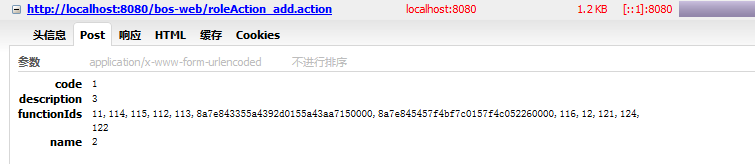 http://localhost:8080/bos-web/roleAction_add.action localhost:8080 1.2 KB [::1]:8080
头信息 Post 响应 HTML 缓存 Cookies
参数 application/x-www-form-urlencoded 不进行排序
code 1
description 3
functionIds 11, 114, 115, 112, 113, 8a7e843355a4392d0155a43aa7150000, 8a7e845457f4bf7c0157f4c052260000, 116, 12, 121, 124,
122
name 2